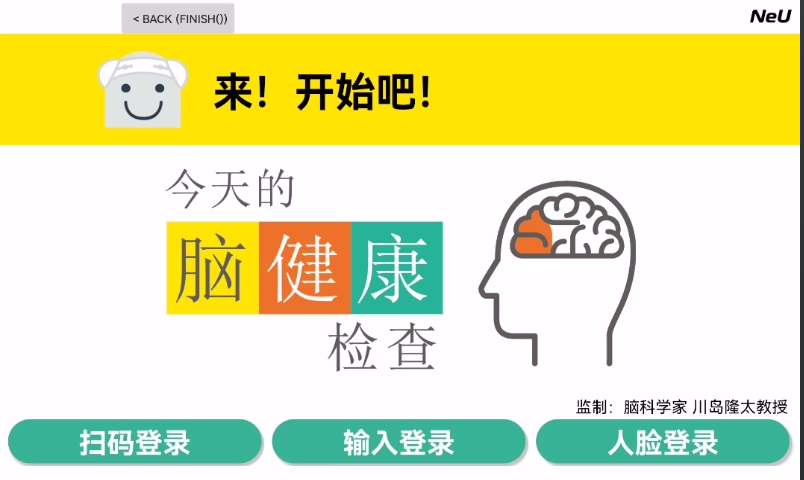 < BACK (FINISH())
NeU
来！开始吧！
今天的
脑健康
检查
监制：脑科学家 川岛隆太教授
扫码登录
输入登录
人脸登录